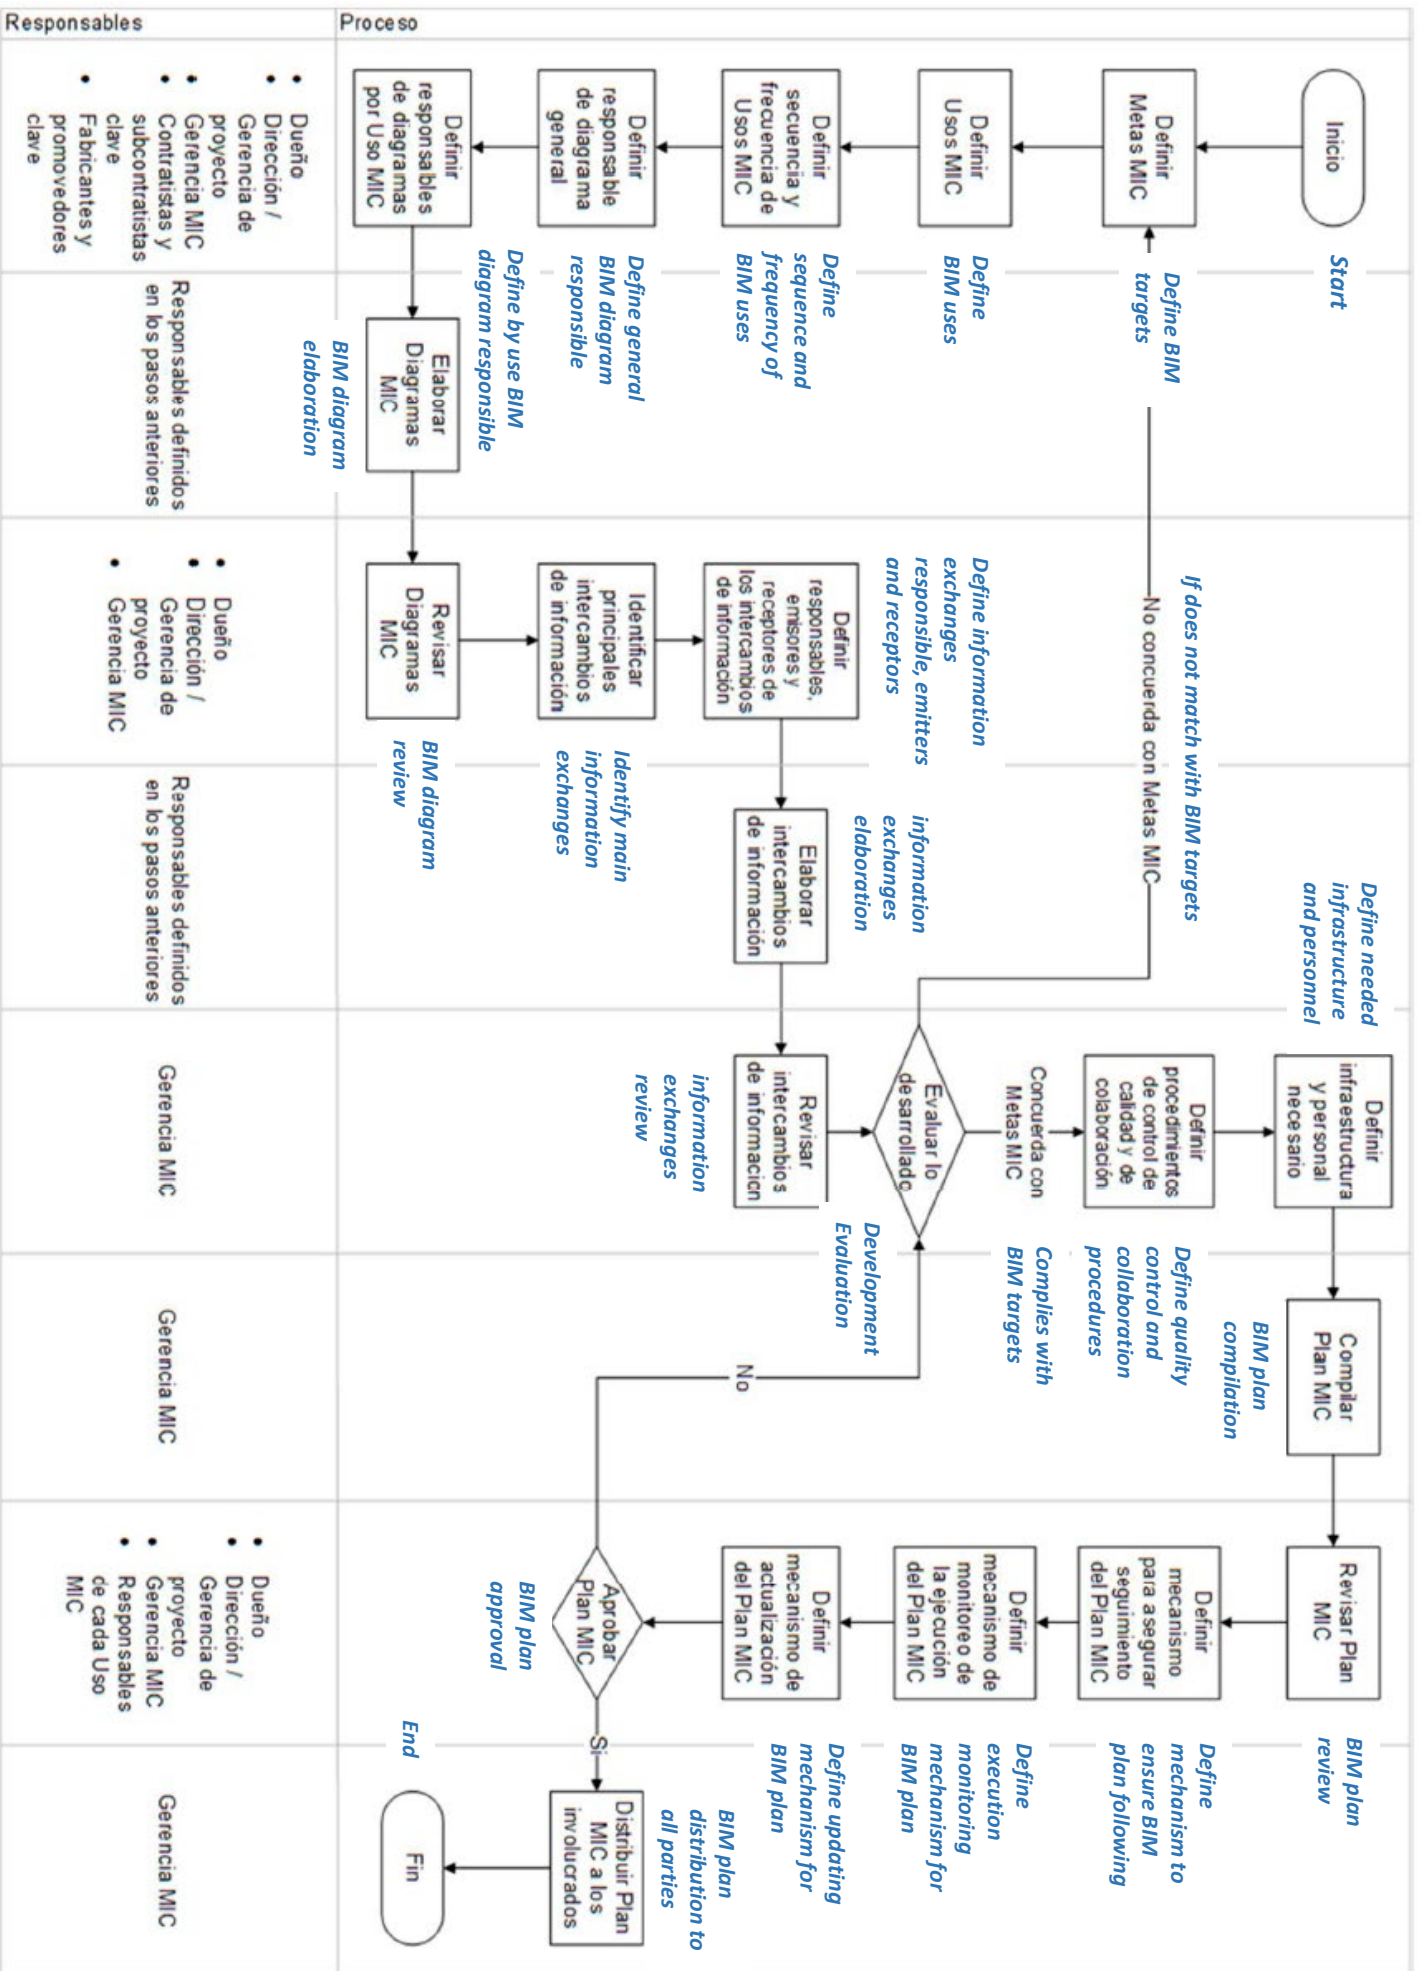 Responsables
Proceso
Inicio
Start
Definir
Metas MIC
Define BIM
targets
Definir
Usos MIC
Define
BIM uses
Definir
secuencia y
frecuencia de
Usos MIC
Define
sequence and
frequency of
BIM uses
Definir
responsable
de diagrama
general
Define general
BIM diagram
responsible
Definir
responsables
de diagramas
por Uso MIC
Define by use BIM
diagram responsible
• Dueño
• Dirección /
Gerencia de
proyecto
• Gerencia MIC
• Contratistas y
subcontratistas
clave
• Fabricantes y
promovedores
clave
Elaborar
Diagramas
MIC
BIM diagram
elaboration
Responsables definidos
en los pasos anteriores
Revisar
Diagramas
MIC
BIM diagram
review
Identificar
principales
intercambios
de información
Identify main
information
exchanges
Definir
responsables,
emisores y
receptores de
los intercambios
de información
Define information
exchanges
responsible, emitters
and receptors
• Dueño
• Dirección /
Gerencia de
proyecto
• Gerencia MIC
If does not match with BIM targets
No concuerda con Metas MIC
Elaborar
intercambios
de información
information
exchanges
elaboration
Responsables definidos
en los pasos anteriores
Revisar
intercambios
de informacicn
information
exchanges
review
Evaluar lo
desarrollado
Development
Evaluation
Concuerda con
Metas MIC
Complies with
BIM targets
Definir
procedimientos
de control de
calidad y de
colaboración
Define quality
control and
collaboration
procedures
Definir
infraestructura
y personal
necesario
Define needed
infrastructure
and personnel
Gerencia MIC
Compilar
Plan MIC
BIM plan
compilation
No
Gerencia MIC
Revisar Plan
MIC
BIM plan
review
Definir
mecanismo
para asegurar
seguimiento
del Plan MIC
Define
mechanism to
ensure BIM
plan following
Definir
mecanismo de
monitoreo de
la ejecución
del Plan MIC
Define
execution
monitoring
mechanism for
BIM plan
Definir
mecanismo de
actualización
del Plan MIC
Define updating
mechanism for
BIM plan
Aprobar
Plan MIC
BIM plan
approval
• Dueño
• Dirección /
Gerencia de
proyecto
• Gerencia MIC
• Responsables
de cada Uso
MIC
Si
Distribuir Plan
MIC a los
involucrados
BIM plan
distribution to
all parties
Fin
End
Gerencia MIC